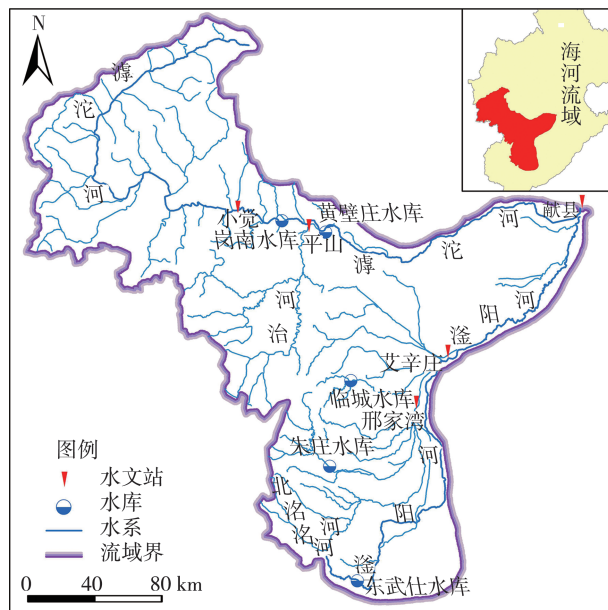 N
滹
沱
河
海河流域
小觉
黄壁庄水库
岗南水库
平山
滹
沱
河
献县
滏
阳
河
河
治
艾辛庄
临城水库
邢家湾
朱庄水库
河
阳
滏
北
洺
河
洺
河
东武仕水库
图例
水文站
水库
水系
流域界
0 40 80 km